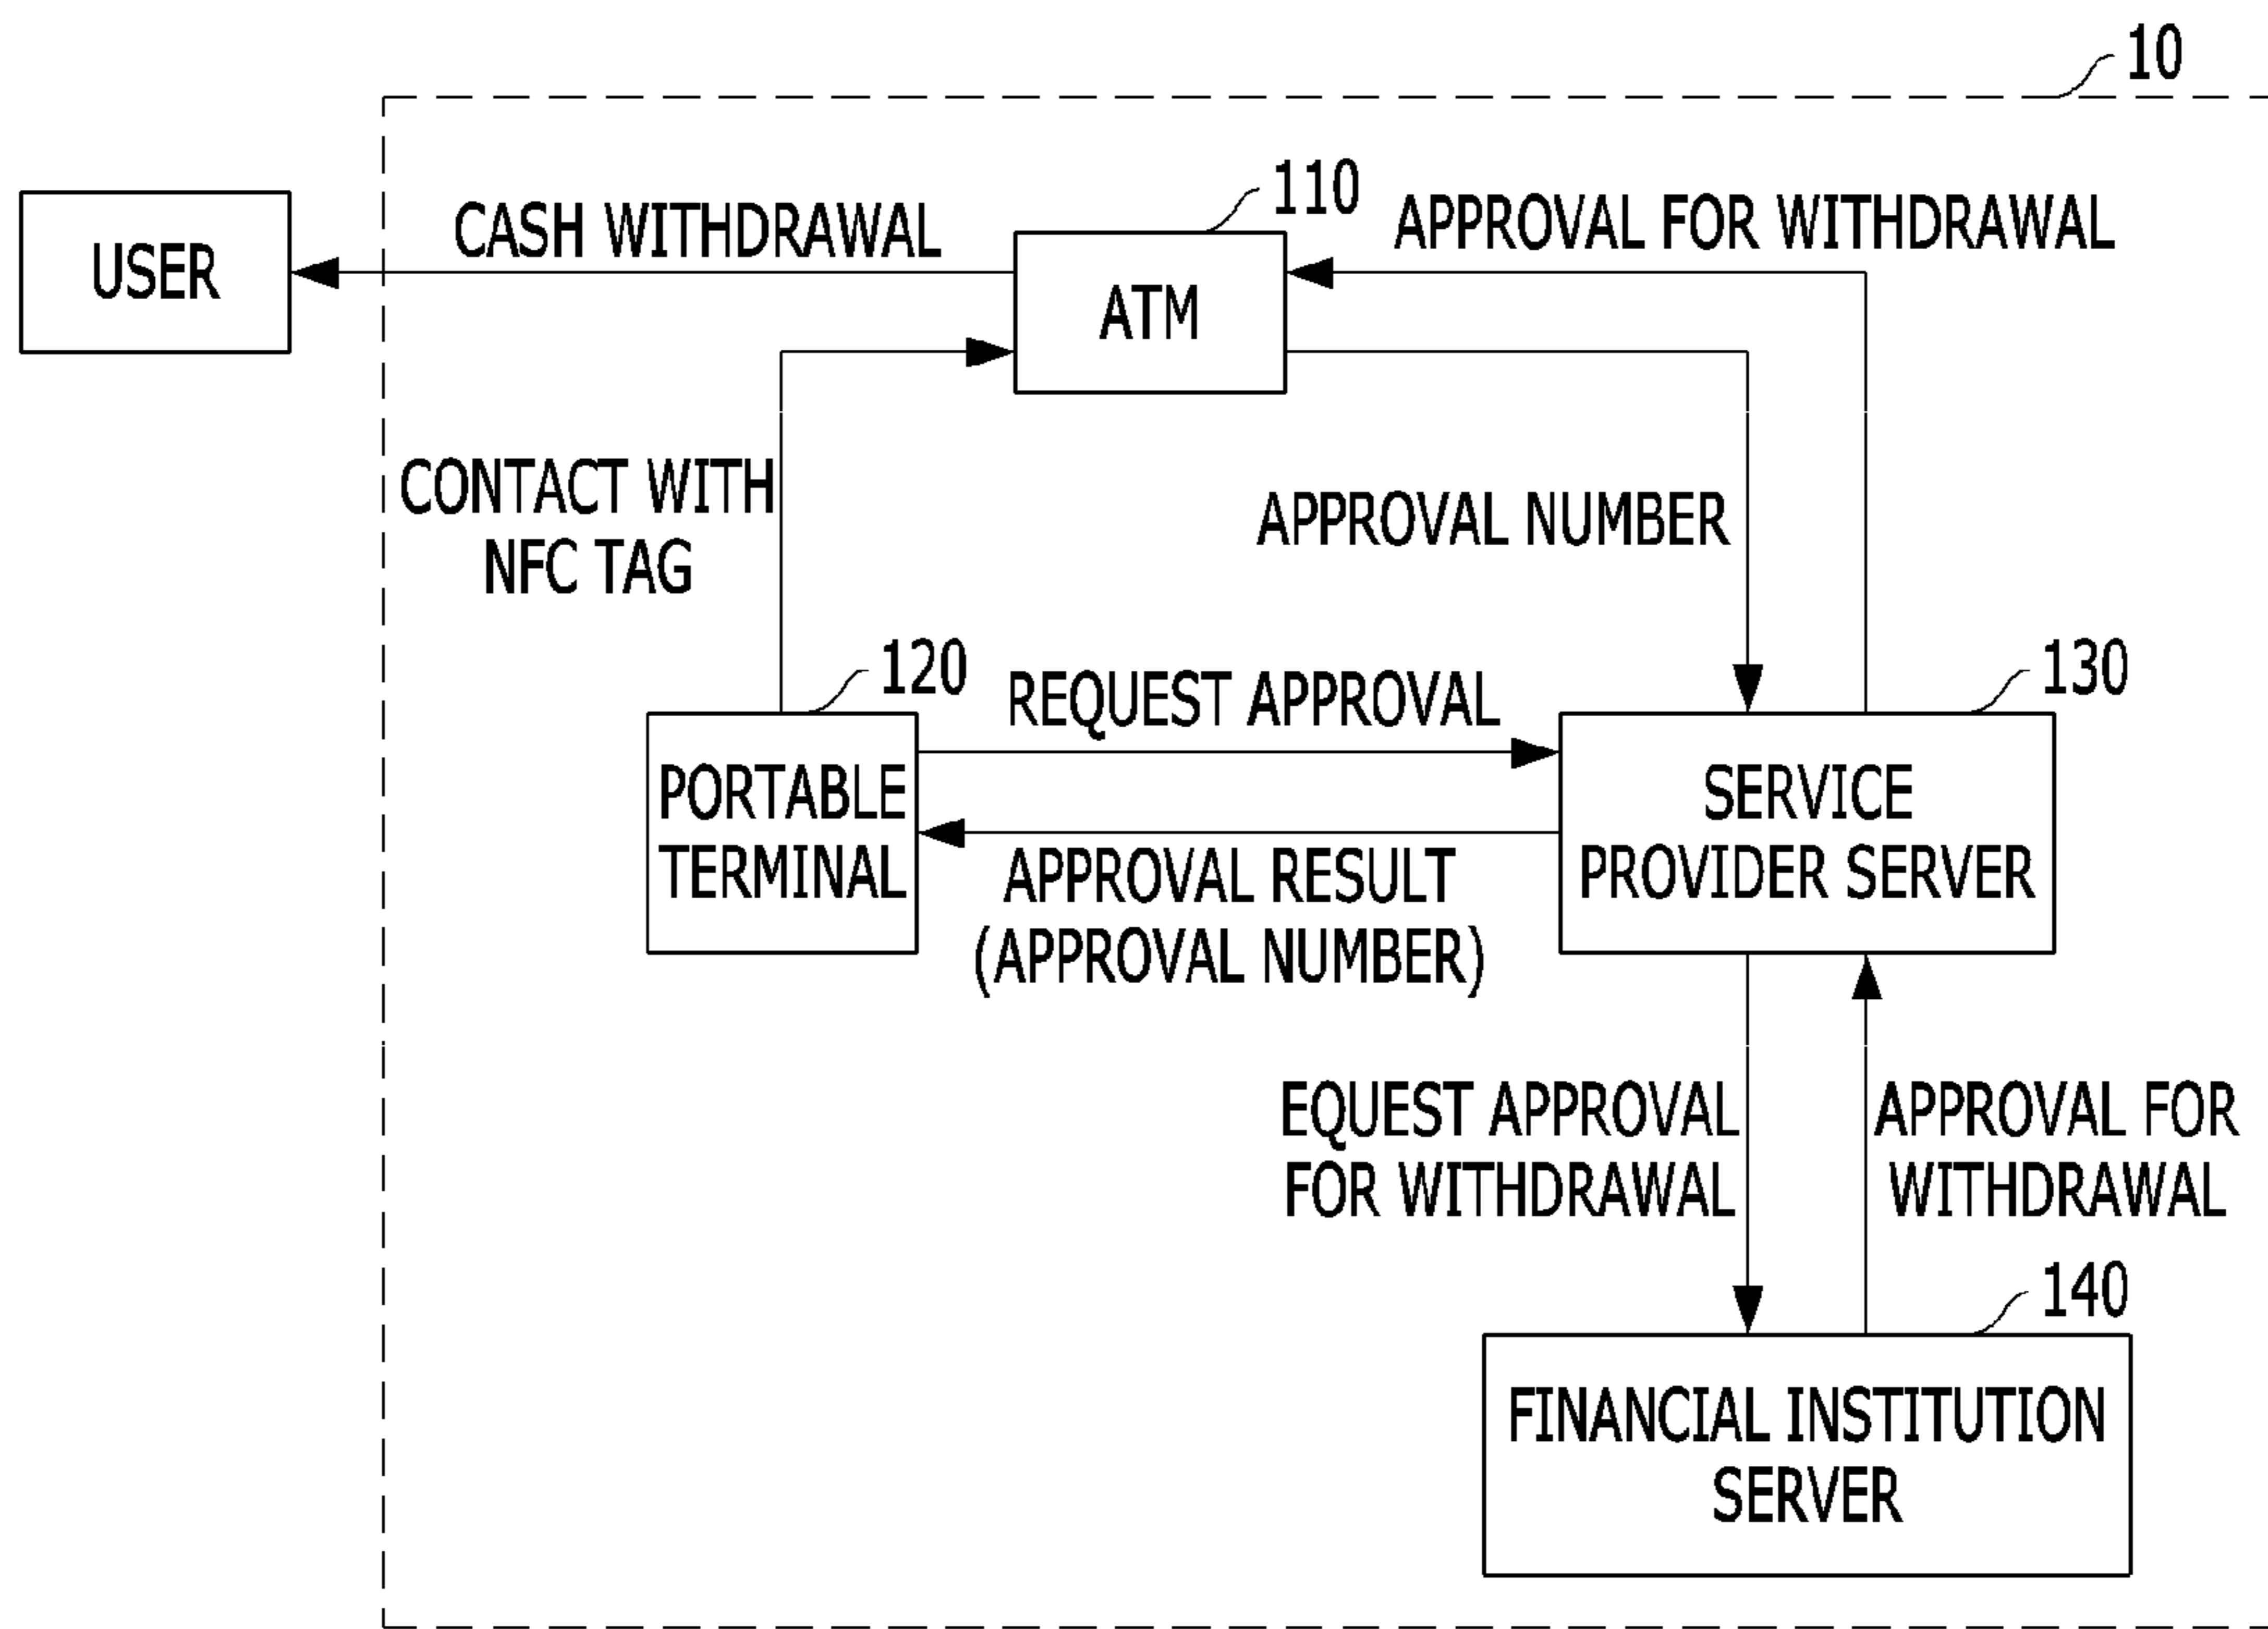 10
110
CASH WITHDRAWAL
APPROVAL FOR WITHDRAWAL
USER
ATM
CONTACT WITH
NFC TAG
APPROVAL NUMBER
120
REQUEST APPROVAL
130
PORTABLE
TERMINAL
SERVICE
PROVIDER SERVER
APPROVAL RESULT
(APPROVAL NUMBER)
EQUEST APPROVAL
FOR WITHDRAWAL
APPROVAL FOR
WITHDRAWAL
140
FINANCIAL INSTITUTION
SERVER